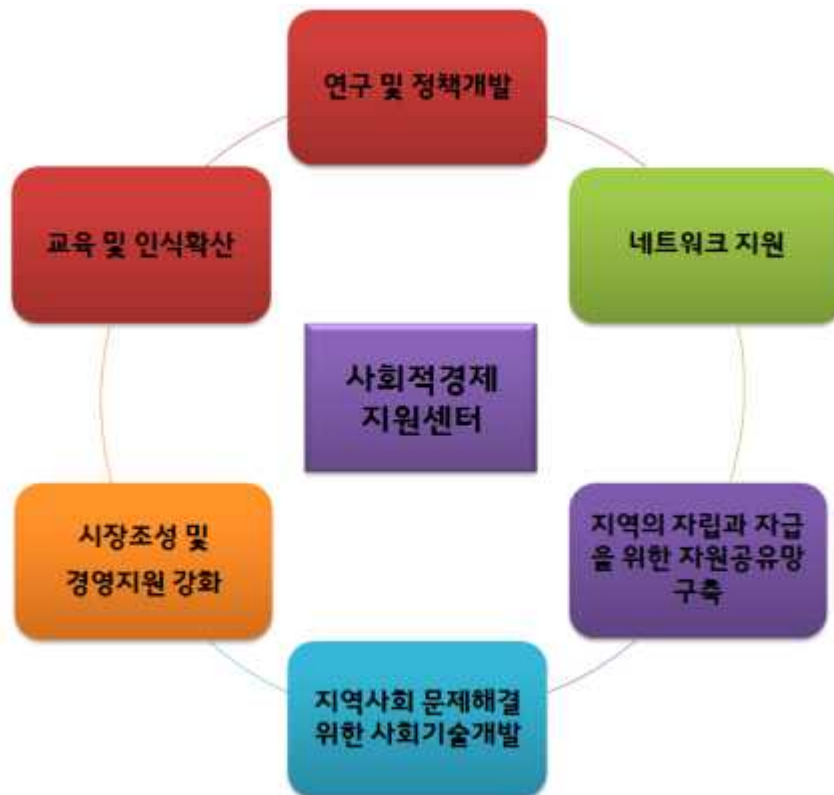 연구 및 정책개발
교육 및 인식확산
네트워크 지원
사회적경제
지원센터
시장조성 및
경영지원 강화
지역의 자립과 자급
을 위한 자원공유망
구축
지역사회 문제해결
위한 사회기술개발